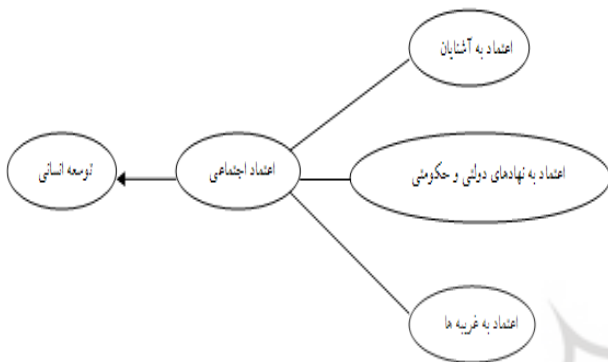 اعتماد به آشنایان
اعتماد به نهادهای دولتی و حکومتی
اعتماد اجتماعی
توسعه انسانی
اعتماد به غریبه ها